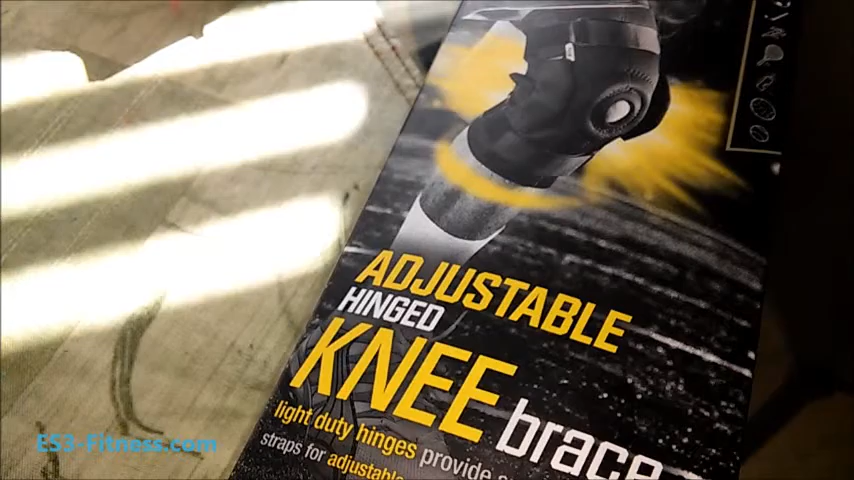 ADJUSTABLE
HINGED
KNEE brace
light duty hinges provide
straps for adjustable
ES3-Fitness.com